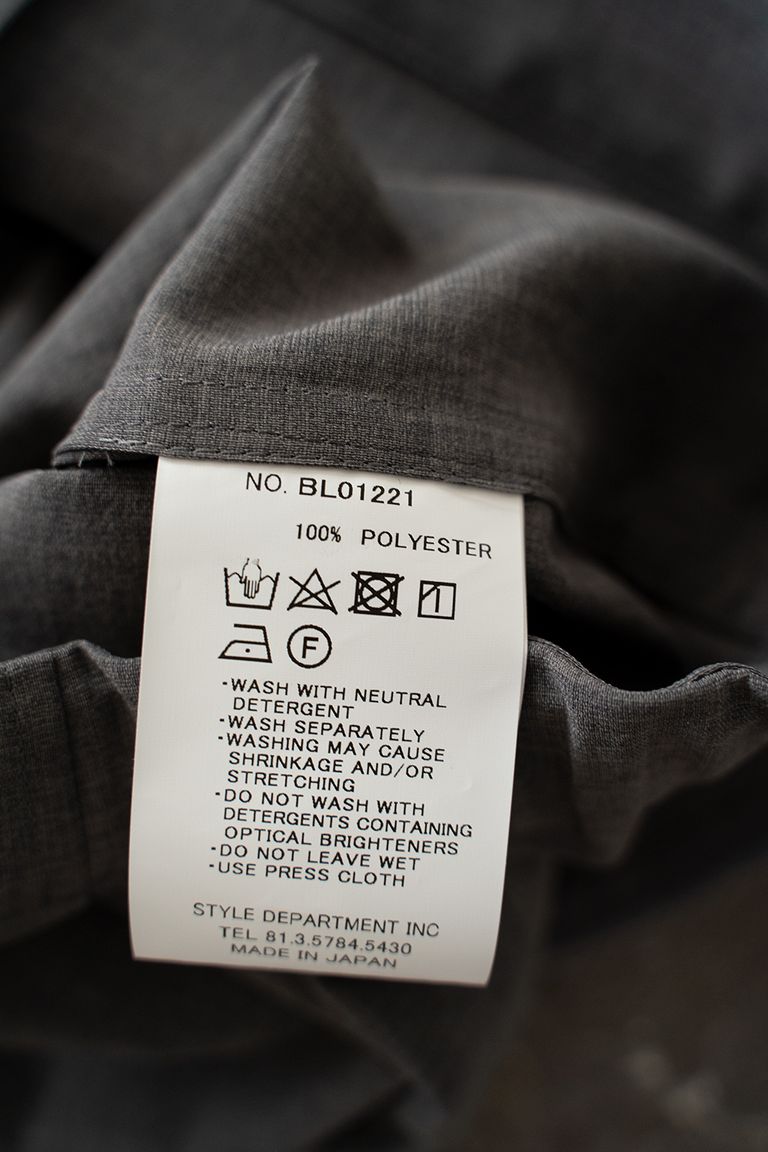 NO. BL01221
100% POLYESTER
F
·WASH WITH NEUTRAL
DETERGENT
·WASH SEPARATELY
·WASHING MAY CAUSE
SHRINKAGE AND/OR
STRETCHING
·DO NOT WASH WITH
DETERGENTS CONTAINING
OPTICAL BRIGHTENERS
·DO NOT LEAVE WET
·USE PRESS CLOTH
STYLE DEPARTMENT INC
TEL 81.3.5784.5430
MADE IN JAPAN